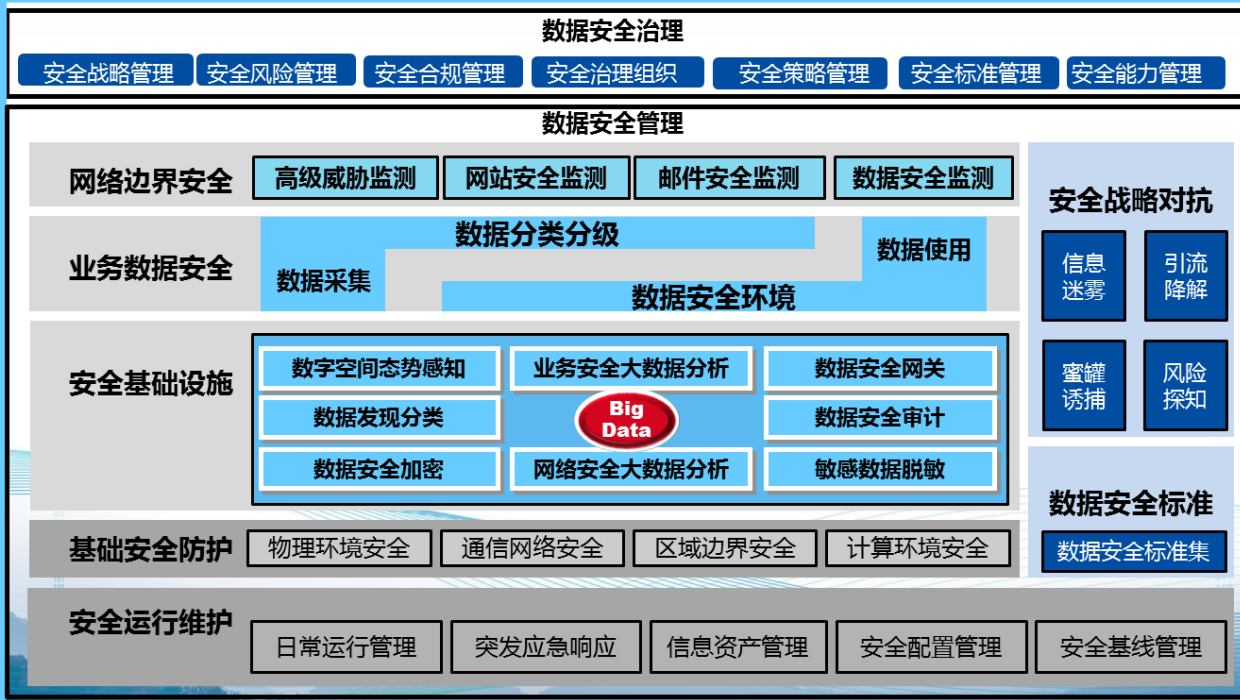 数据安全治理
安全战略管理 安全风险管理 安全合规管理 安全治理组织 安全策略管理 安全标准管理 安全能力管理
数据安全管理
网络边界安全 高级威胁监测 网站安全监测 邮件安全监测 数据安全监测
业务数据安全
数据分类分级
数据采集
数据使用
数据安全环境
安全基础设施
数字空间态势感知 业务安全大数据分析 数据安全网关
数据发现分类
Big
Data
数据安全审计
数据安全加密 网络安全大数据分析 敏感数据脱敏
基础安全防护 物理环境安全 通信网络安全 区域边界安全 计算环境安全
安全战略对抗
信息
迷雾
引流
降解
蜜罐
诱捕
风险
探知
数据安全标准
数据安全标准集
安全运行维护
日常运行管理 突发应急响应 信息资产管理 安全配置管理 安全基线管理